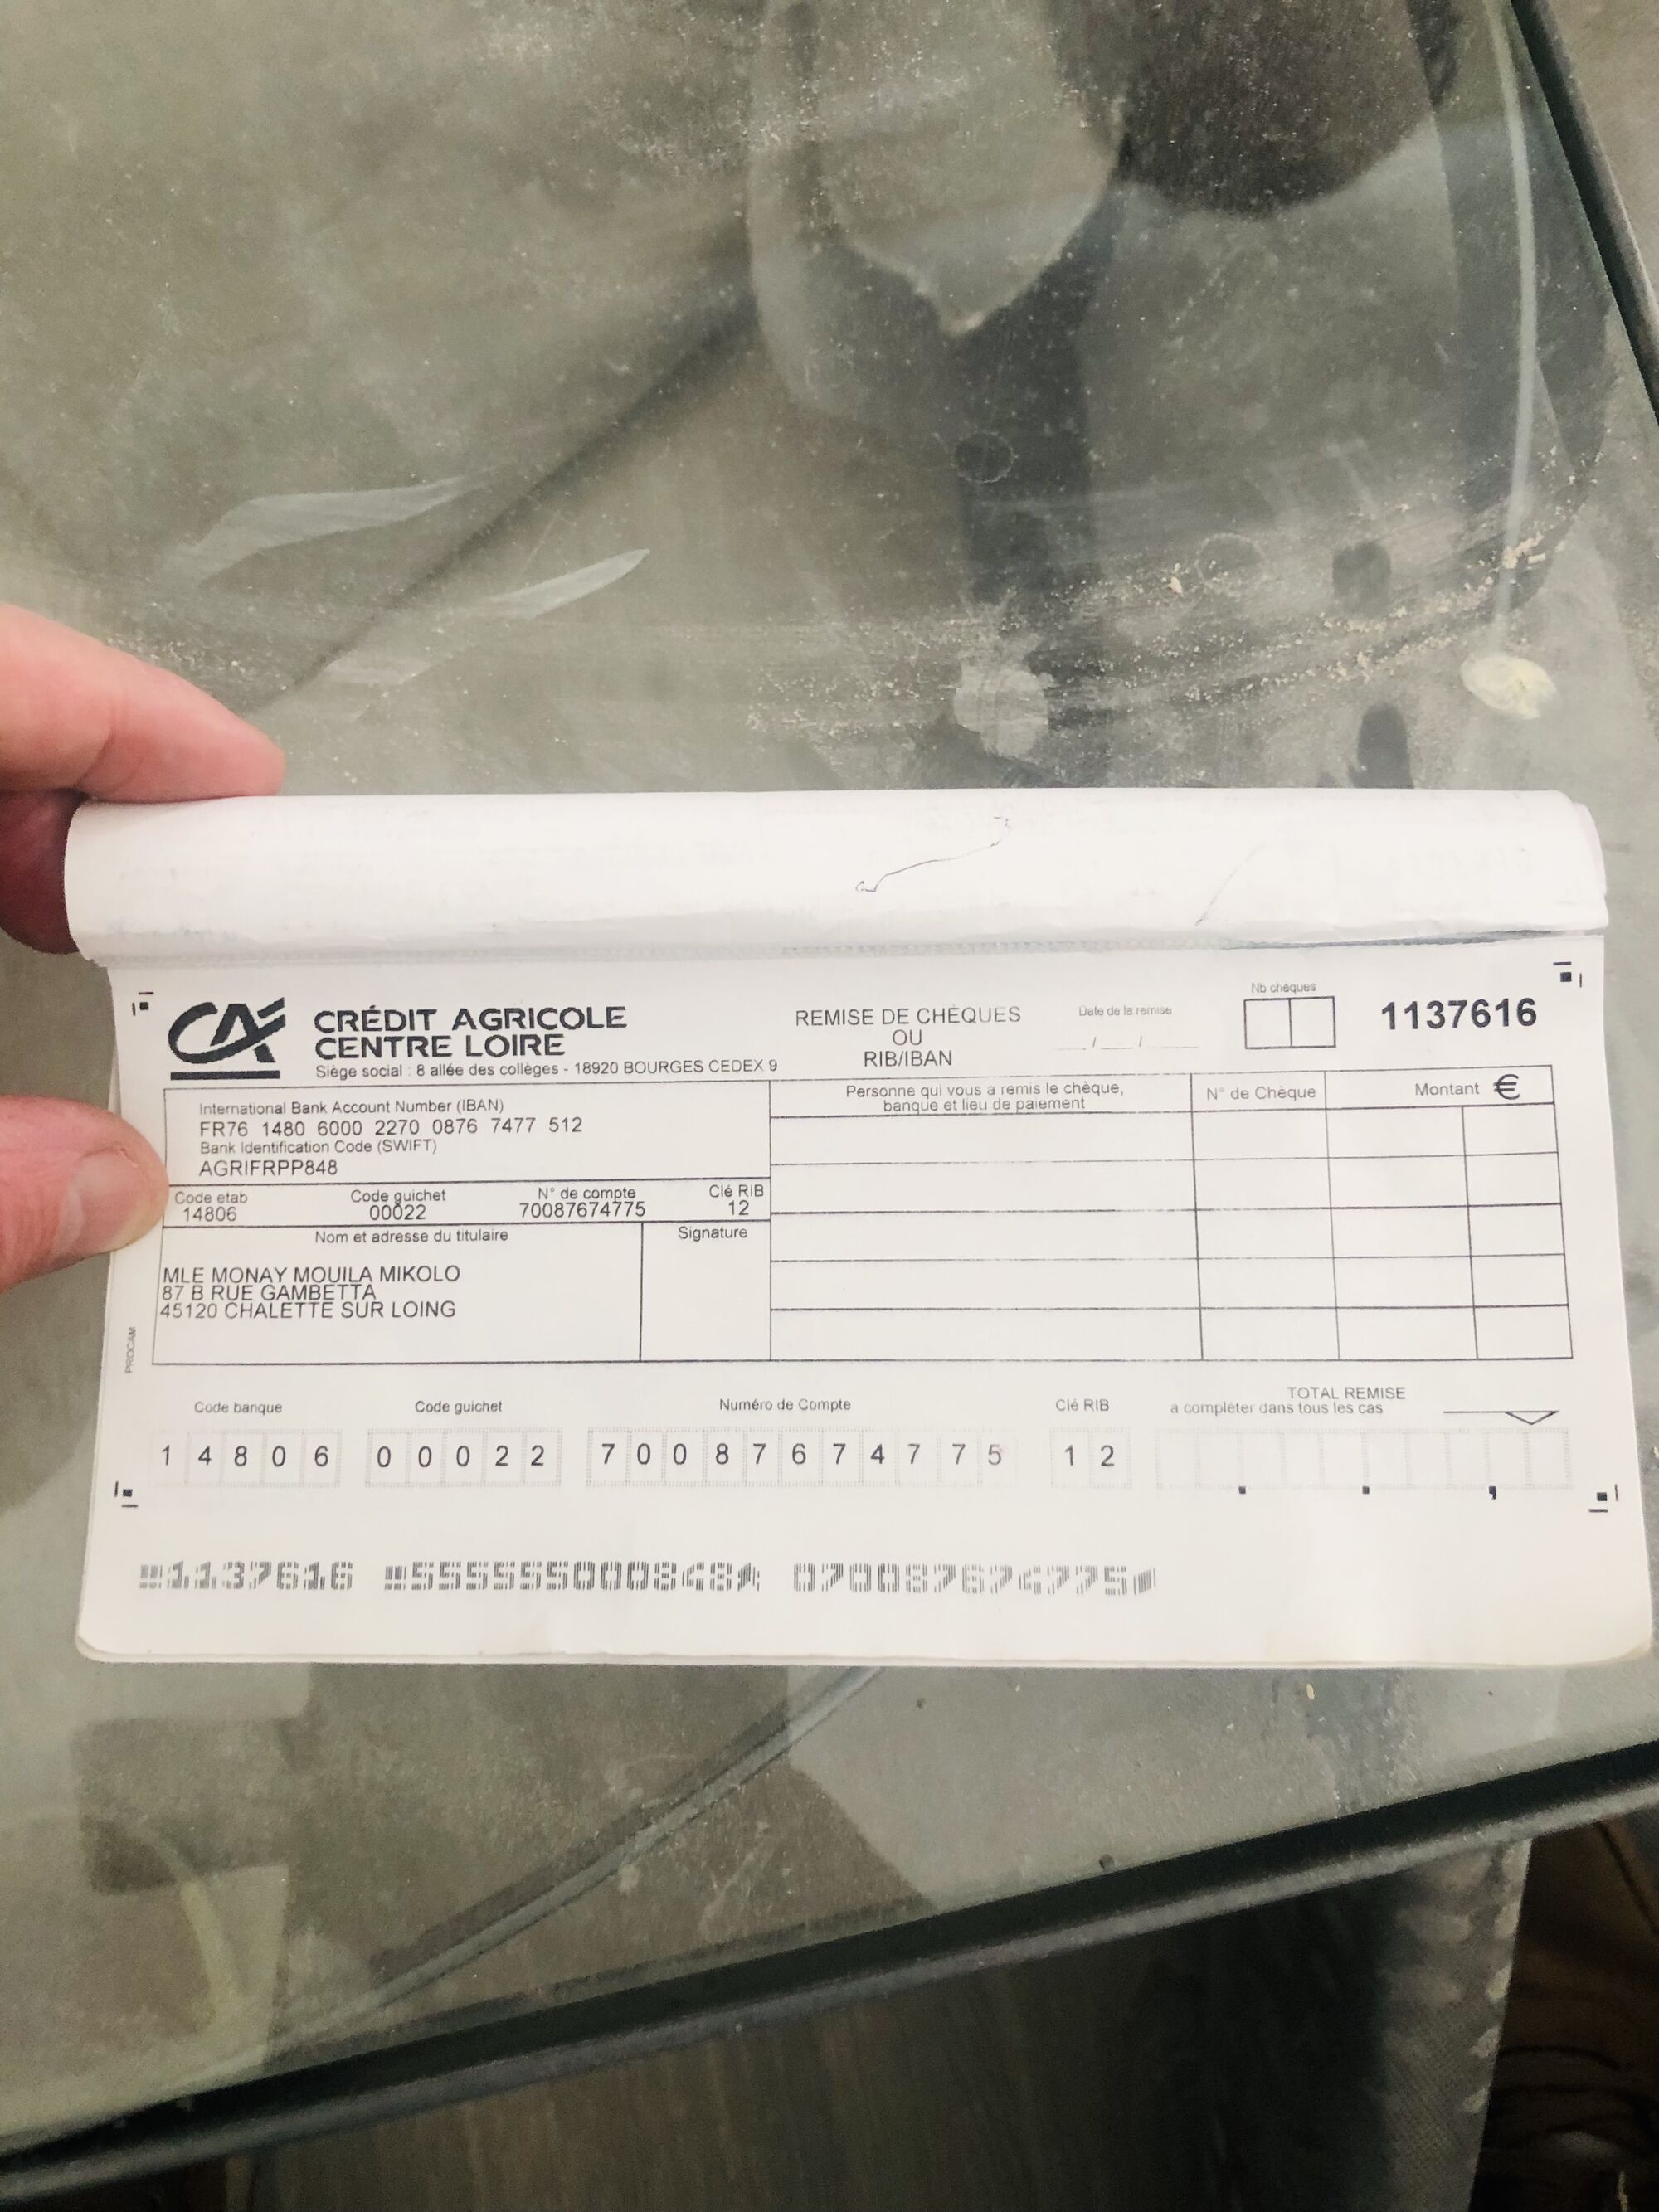 CRÉDIT AGRICOLE
CENTRE LOIRE
Siège social : 8 allée des collèges - 18920 BOURGES CEDEX 9
REMISE DE CHÈQUES
OU
RIB/IBAN
Date de la remise
__/__/____
Nb chéques
1137616
International Bank Account Number (IBAN)
FR76 1480 6000 2270 0876 7477 512
Bank Identification Code (SWIFT)
AGRIFRPP848
Code etab Code guichet N° de compte Clé RIB
14806 00022 70087674775 12
Nom et adresse du titulaire
Signature
MLE MONAY MOUILA MIKOLO
87 B RUE GAMBETTA
45120 CHALETTE SUR LOING
Personne qui vous a remis le chèque,
banque et lieu de paiement
N° de Chèque
Montant €
PROCAM
Code banque Code guichet Numéro de Compte Clé RIB
TOTAL REMISE
a compléter dans tous les cas
1 4 8 0 6 0 0 0 2 2 7 0 0 8 7 6 7 4 7 7 5 1 2
. . ,
1137616 555555000848 070087674775